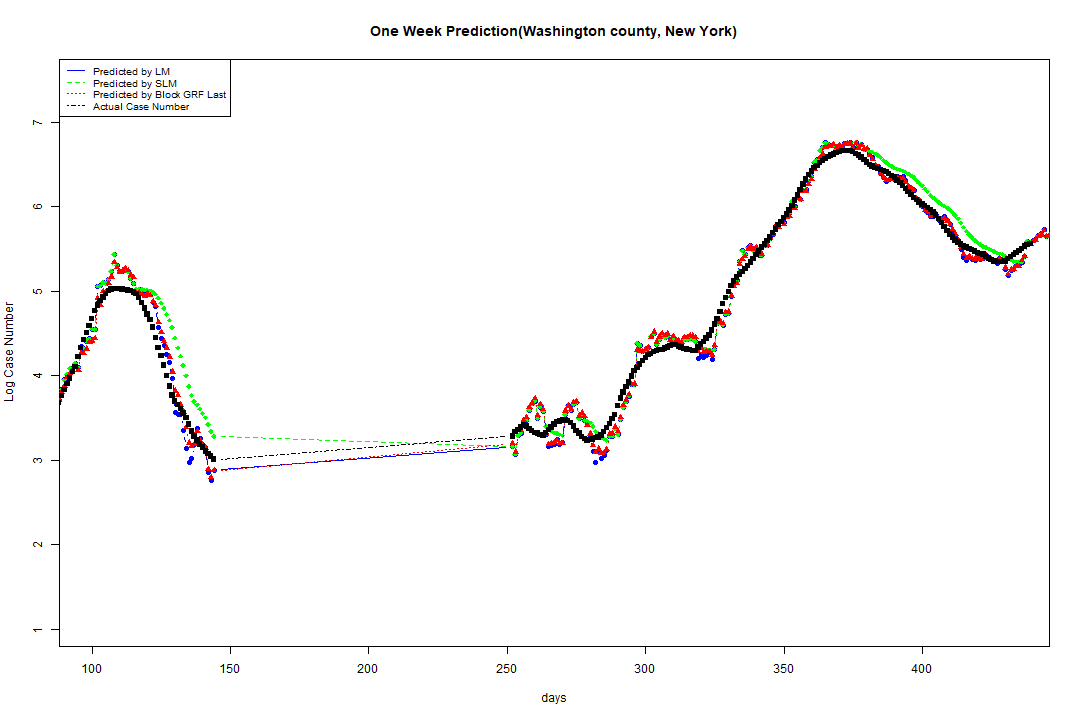 One Week Prediction(Washington county, New York)
Predicted by LM
Predicted by SLM
Predicted by Block GRF Last
Actual Case Number
Log Case Number
7
6
5
4
3
2
1
100 150 200 250 300 350 400
days